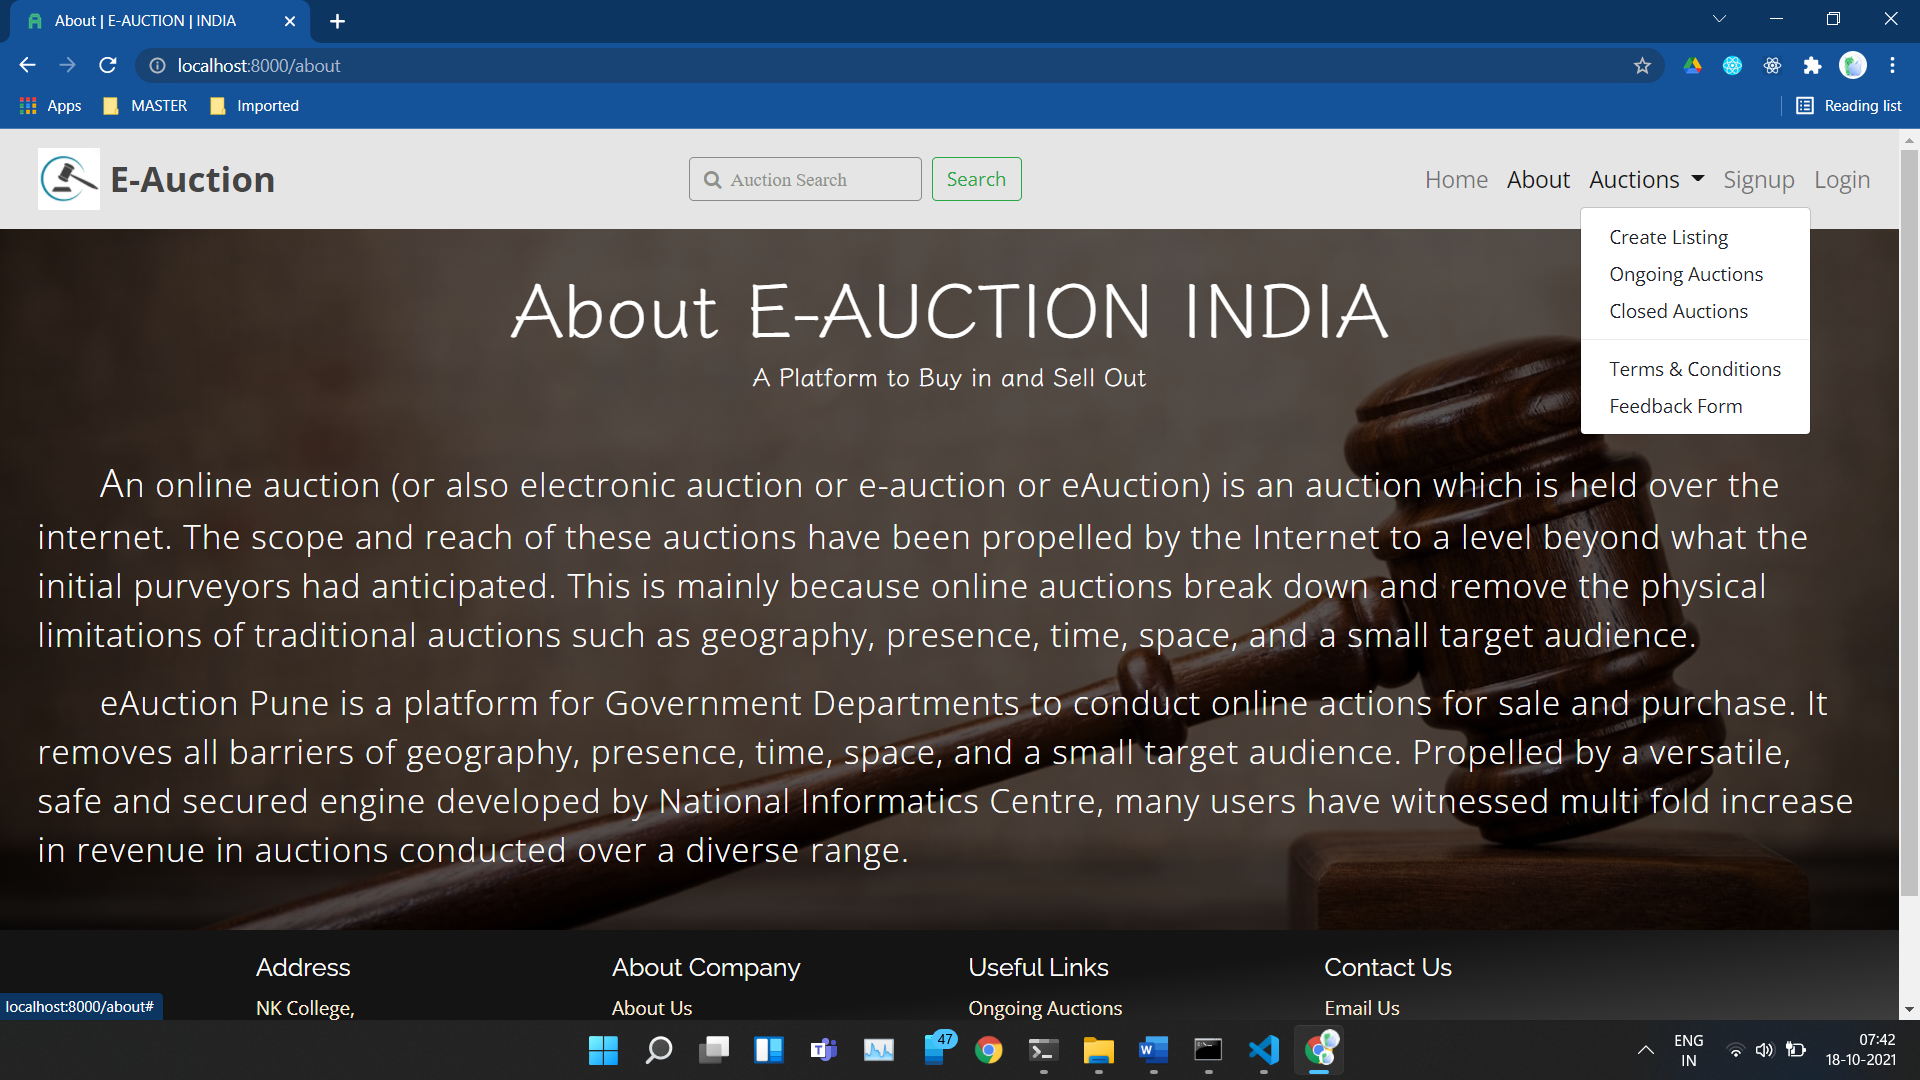 About | E-AUCTION | INDIA
localhost:8000/about
Apps MASTER Imported Reading list
E-Auction Auction Search Search Home About Auctions Signup Login
Create Listing
Ongoing Auctions
Closed Auctions
Terms & Conditions
Feedback Form
About E-AUCTION INDIA
A Platform to Buy in and Sell Out
An online auction (or also electronic auction or e-auction or eAuction) is an auction which is held over the
internet. The scope and reach of these auctions have been propelled by the Internet to a level beyond what the
initial purveyors had anticipated. This is mainly because online auctions break down and remove the physical
limitations of traditional auctions such as geography, presence, time, space, and a small target audience.
eAuction Pune is a platform for Government Departments to conduct online actions for sale and purchase. It
removes all barriers of geography, presence, time, space, and a small target audience. Propelled by a versatile,
safe and secured engine developed by National Informatics Centre, many users have witnessed multi fold increase
in revenue in auctions conducted over a diverse range.
Address About Company Useful Links Contact Us
NK College, About Us Ongoing Auctions Email Us
localhost:8000/about#
47
ENG
IN
07:42
18-10-2021